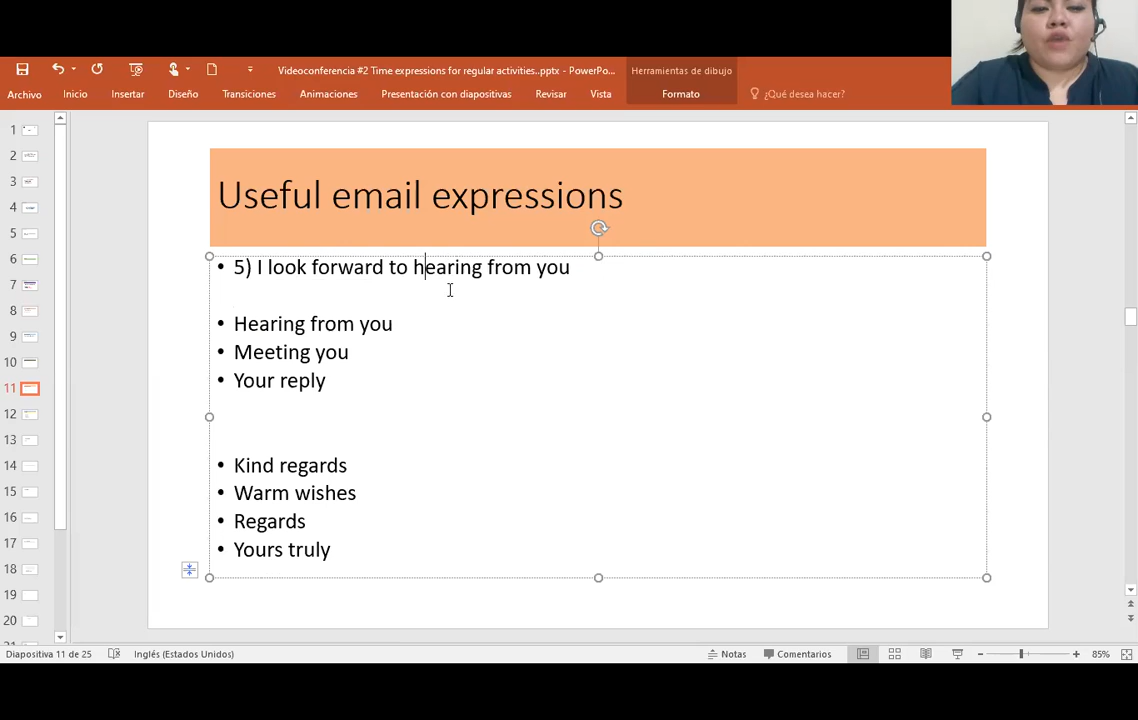 Videoconferencia #2 Time expressions for regular activities..pptx - PowerPo...
Herramientas de dibujo
Archivo
Inicio
Insertar
Diseño
Transiciones
Animaciones
Presentación con diapositivas
Revisar
Vista
Formato
¿Qué desea hacer?
1
2
3
4
5
6
7
8
9
10
11
12
13
14
15
16
17
18
19
20
Useful email expressions
• 5) I look forward to hearing from you
• Hearing from you
• Meeting you
• Your reply
• Kind regards
• Warm wishes
• Regards
• Yours truly
Diapositiva 11 de 25
Inglés (Estados Unidos)
Notas
Comentarios
85%